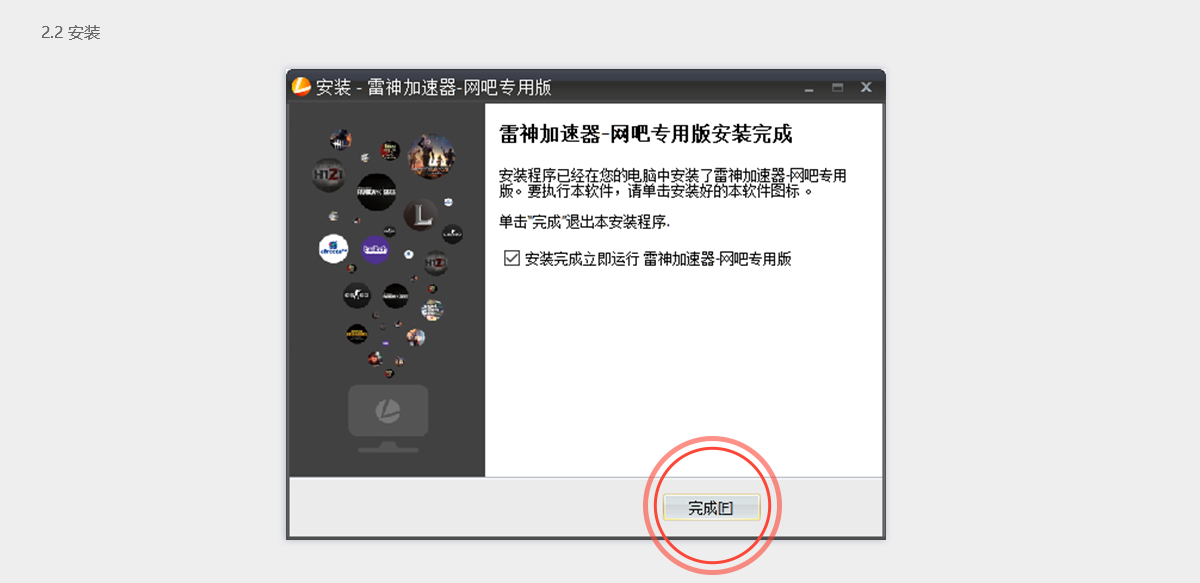 2.2 安装
安装 - 雷神加速器-网吧专用版
雷神加速器-网吧专用版安装完成
安装程序已经在您的电脑中安装了雷神加速器-网吧专用
版。要执行本软件，请单击安装好的本软件图标 。
单击"完成"退出本安装程序.
安装完成立即运行 雷神加速器-网吧专用版
H1Z1
L
twitch
H1Z1
完成[F]